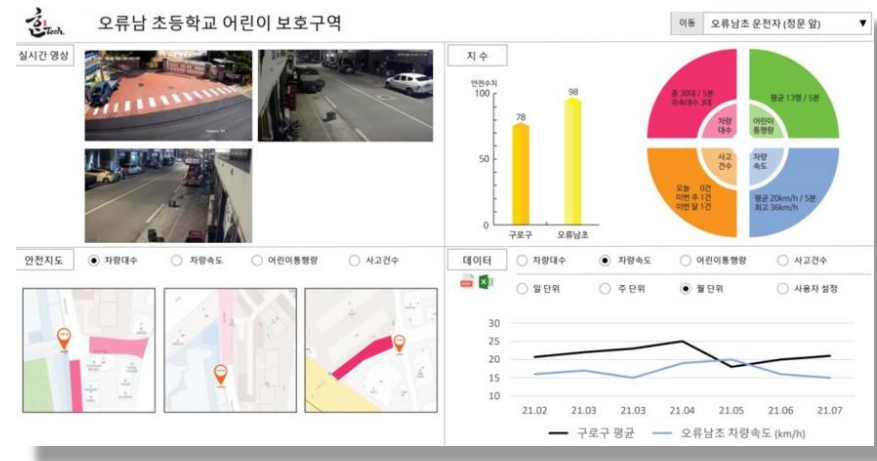 훈Tech
오류남 초등학교 어린이 보호구역
이동
오류남초 운전자 (정문 앞)
실시간 영상
지 수
안전수치
100
50
0
78
98
구로구
오류남초
총 30대 / 5분
과속대수 3대
차량
대수
평균 13명 / 5분
어린이
통행량
사고
건수
오늘 0건
이번 주 1건
이번 달 1건
차량
속도
평균 20km/h / 5분
최고 36km/h
안전지도
차량대수
차량속도
어린이통행량
사고건수
데이터
차량대수
차량속도
어린이통행량
사고건수
일 단위
주 단위
월 단위
사용자 설정
30
25
20
15
10
21.02
21.03
21.03
21.04
21.05
21.06
21.07
구로구 평균
오류남초 차량속도 (km/h)